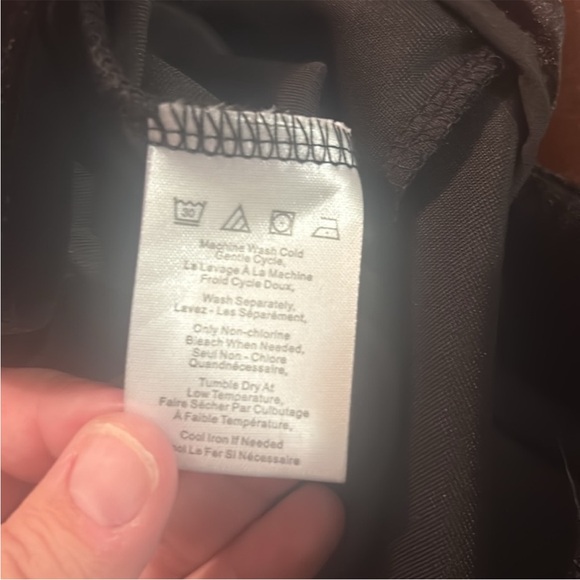 30
Machine Wash Cold
Gentle Cycle,
Le Lavage À La Machine
Froid Cycle Doux,
Wash Separately,
Lavez - Les Séparément,
Only Non-chlorine
Bleach When Needed,
Seul Non - Chlore
Quandnécessaire,
Tumble Dry At
Low Temperature,
Faire Sécher Par Culbutage
À Faible Température,
Cool Iron If Needed
Le Fer Si Nécessaire